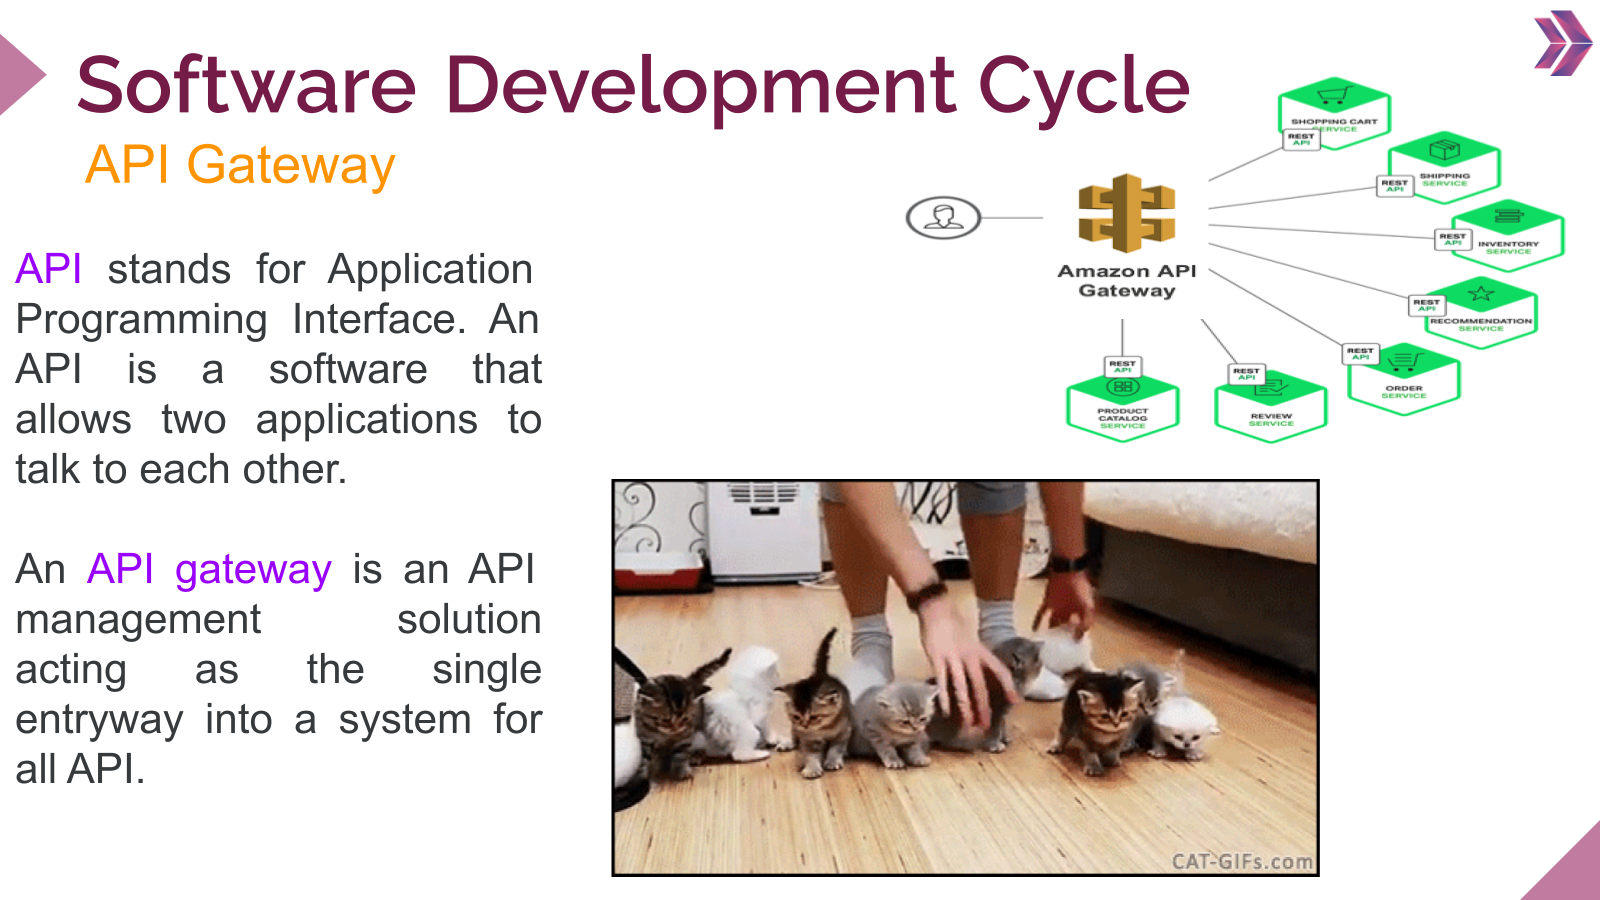 Software Development Cycle
API Gateway
API stands for Application
Programming Interface. An
API is a software that
allows two applications to
talk to each other.
An API gateway is an API
management solution
acting as the single
entryway into a system for
all API.
Amazon API
Gateway
SHOPPING CART
SERVICE
REST
API
SHIPPING
SERVICE
REST
API
INVENTORY
SERVICE
REST
API
RECOMMENDATION
SERVICE
REST
API
ORDER
SERVICE
REST
API
REVIEW
SERVICE
REST
API
PRODUCT
CATALOG
SERVICE
REST
API
CAT-GIFs.com